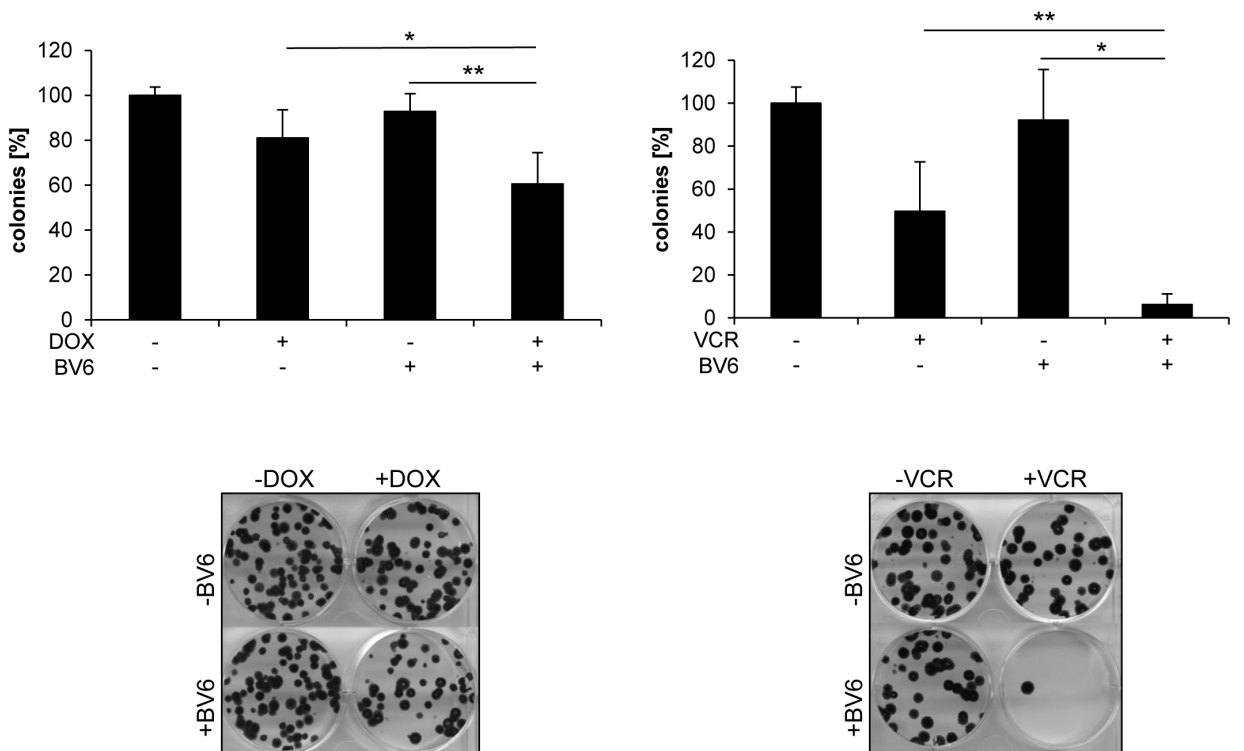 * **
** *
120 120
100 100
80 80
60 60
40 40
20 20
0 0
colonies [%] colonies [%]
DOX - + - + VCR - + - +
BV6 - - + + BV6 - - + +
-DOX +DOX -VCR +VCR
-BV6 -BV6
+BV6 +BV6